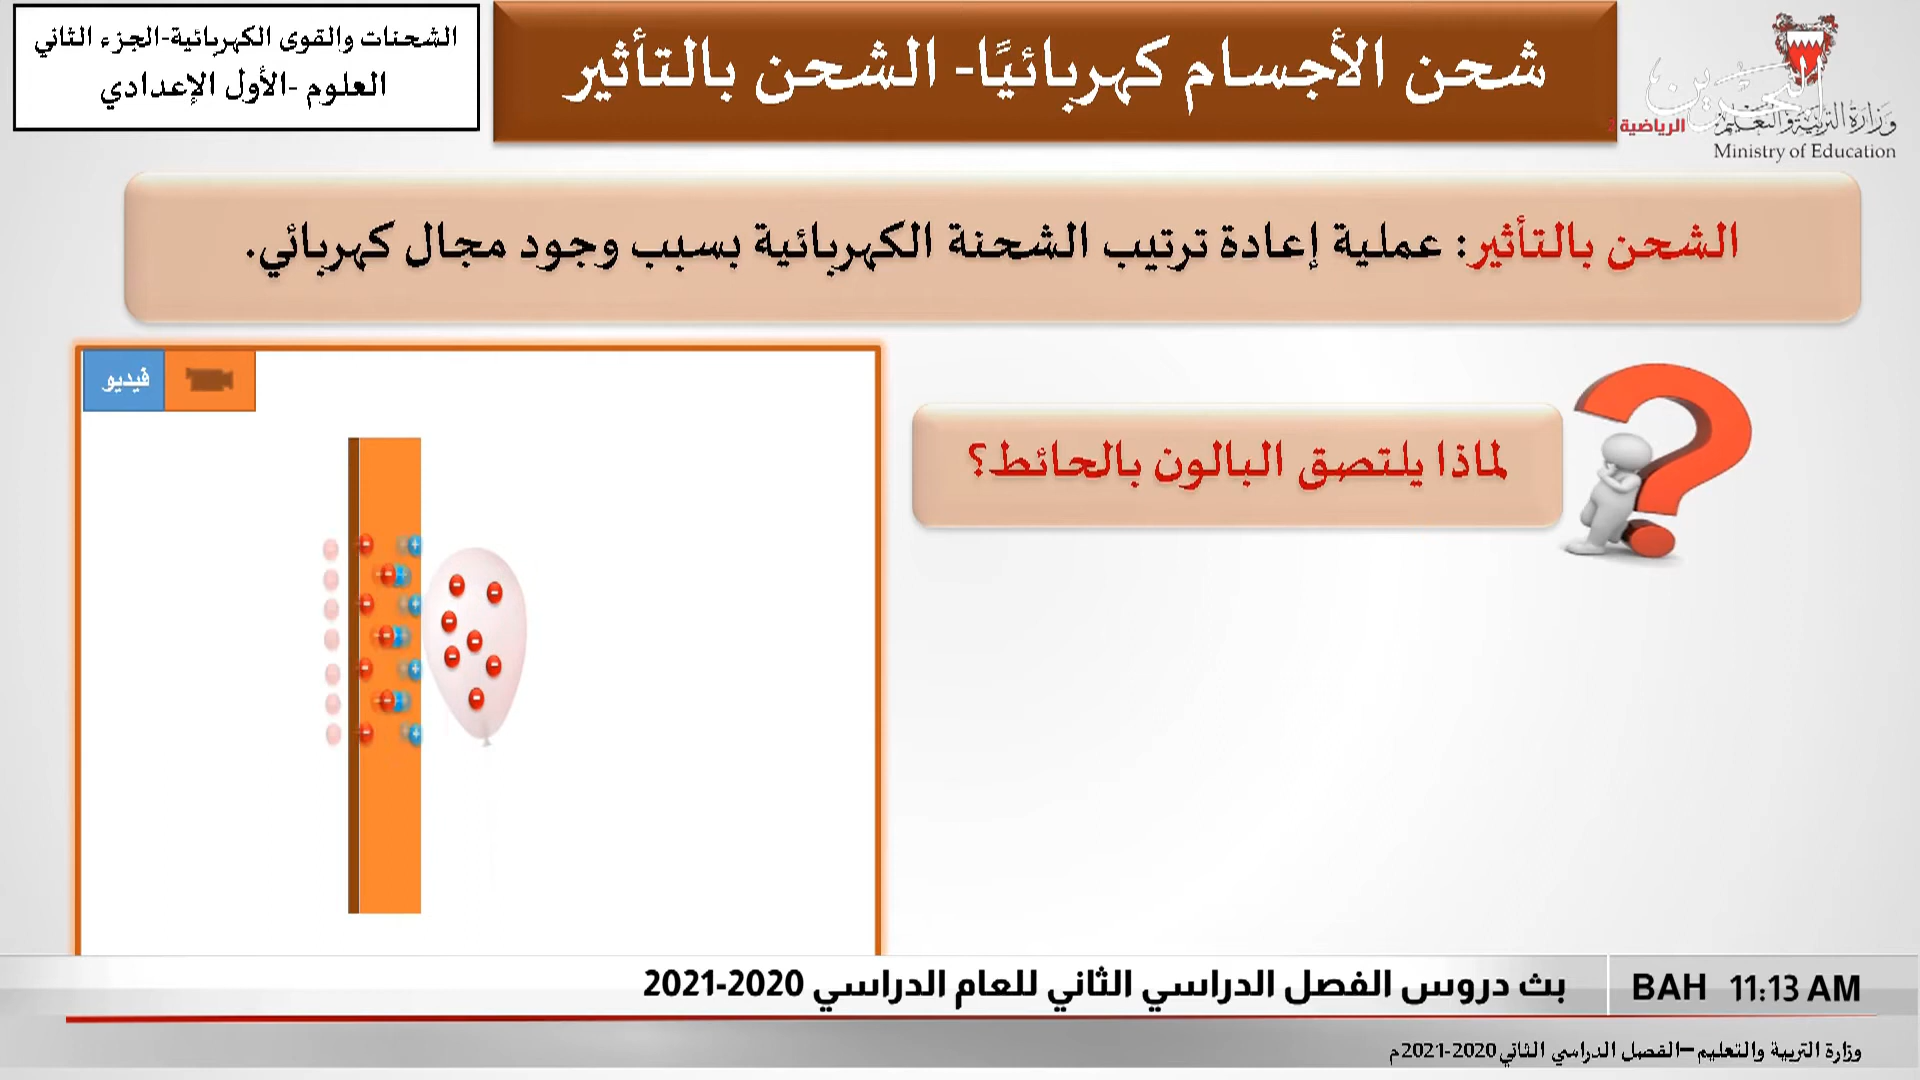 الشحنات والقوى الكهربائية-الجزء الثاني
العلوم -الأول الإعدادي
شحن الأجسام كهربائيًا- الشحن بالتأثير
البحرين
الرياضية
وزارة التربية والتعليم
Ministry of Education
الشحن بالتأثير: عملية إعادة ترتيب الشحنة الكهربائية بسبب وجود مجال كهربائي.
فيديو
لماذا يلتصق البالون بالحائط؟
بث دروس الفصل الدراسي الثاني للعام الدراسي 2020-2021
BAH 11:13 AM
وزارة التربية والتعليم–الفصل الدراسي الثاني 2020-2021م